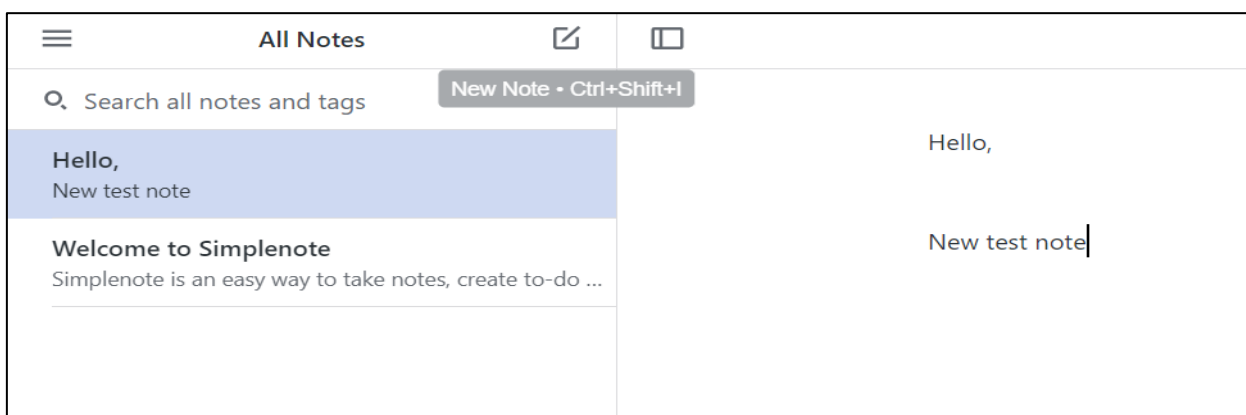 All Notes
New Note • Ctrl+Shift+I
Search all notes and tags
Hello,
New test note
Welcome to Simplenote
Simplenote is an easy way to take notes, create to-do ...
Hello,
New test note